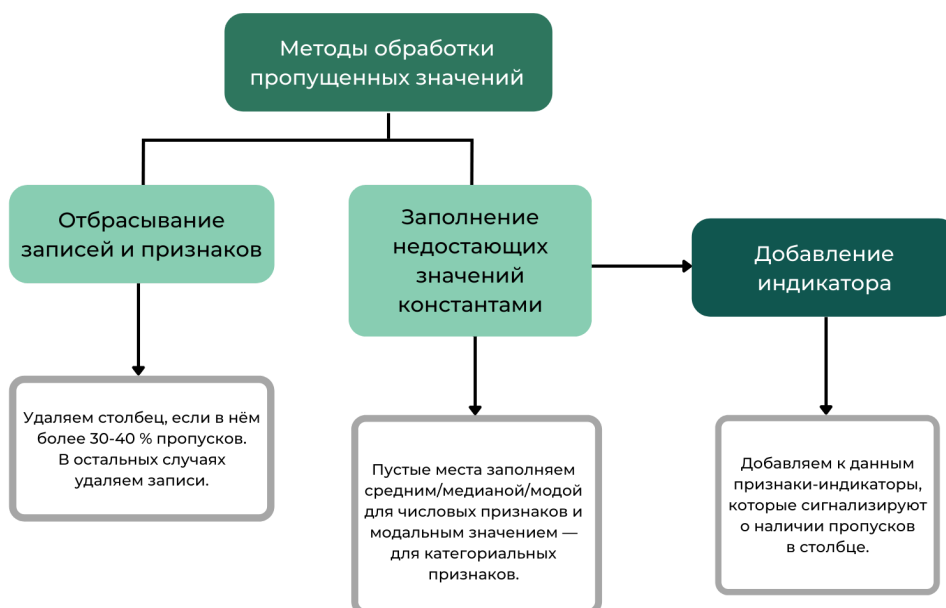 Методы обработки
пропущенных значений
Отбрасывание
записей и признаков
Заполнение
недостающих
значений
константами
Добавление
индикатора
Удаляем столбец, если в нём
более 30-40 % пропусков.
В остальных случаях
удаляем записи.
Пустые места заполняем
средним/медианой/модой
для числовых признаков и
модальным значением —
для категориальных
признаков.
Добавляем к данным
признаки-индикаторы,
которые сигнализируют
о наличии пропусков
в столбце.